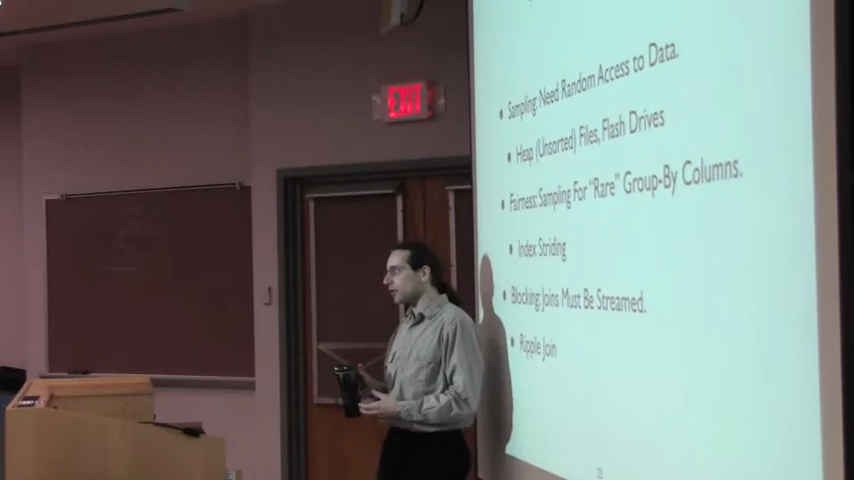 EXIT
• Sampling: Need Random Access to Data.
• Heap (Unsorted) Files, Flash Drives
• Fairness: Sampling For "Rare" Group-By Columns.
• Index Striding
• Blocking: Joins Must Be Streamed.
• Ripple Join
23